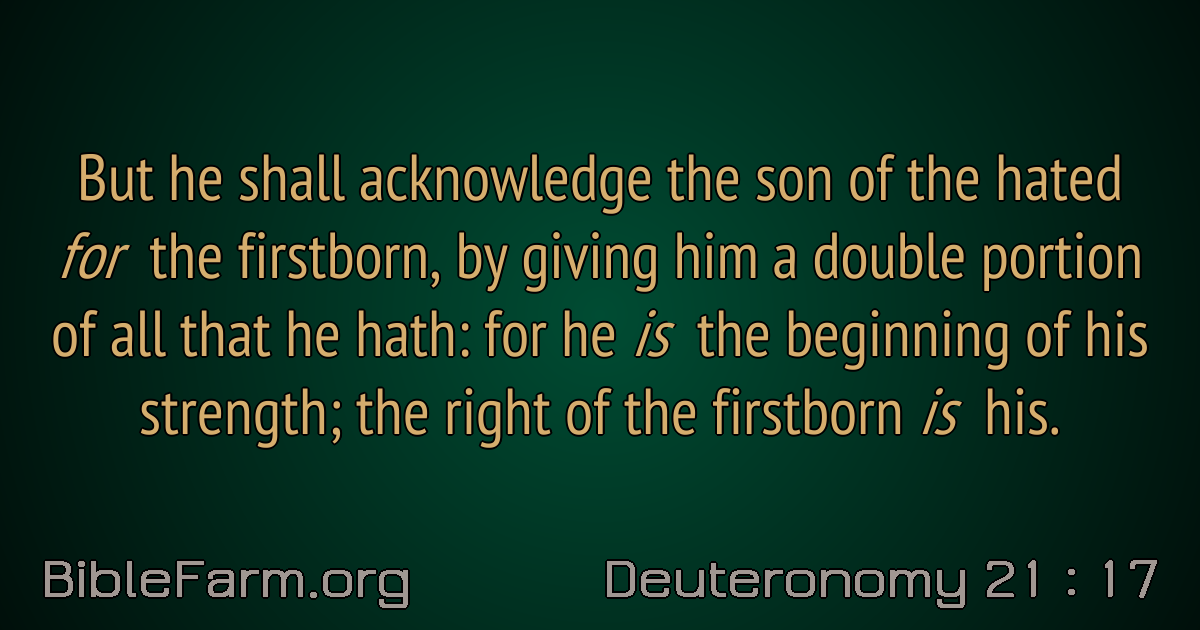 But he shall acknowledge the son of the hated
for the firstborn, by giving him a double portion
of all that he hath: for he is the beginning of his
strength; the right of the firstborn is his.
BibleFarm.org
Deuteronomy 21 : 17